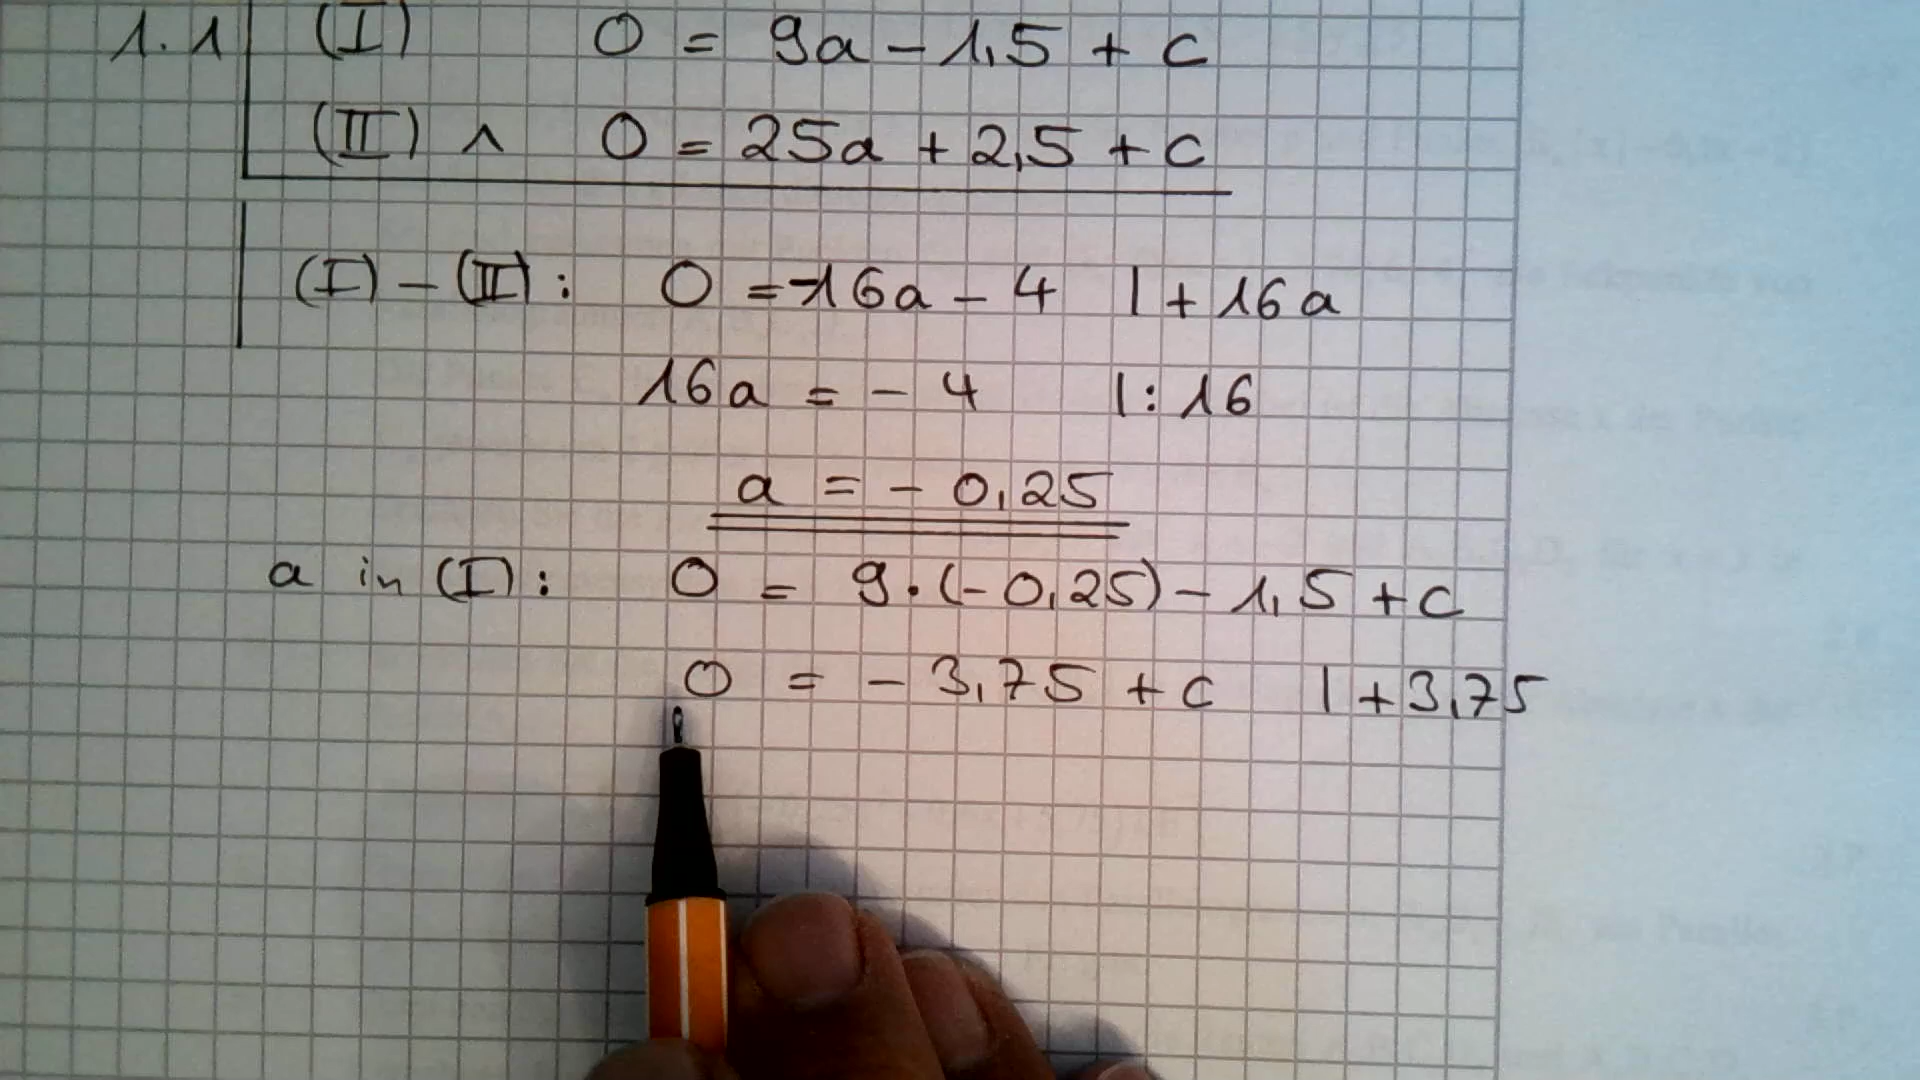 1.1 (I) 0 = 9a - 1,5 + c
(II) ∧ 0 = 25a + 2,5 + c
(I) - (II): 0 = -16a - 4 | + 16a
16a = - 4 | : 16
a = - 0,25
a in (I): 0 = 9 · (- 0,25) - 1,5 + c
0 = - 3,75 + c | + 3,75